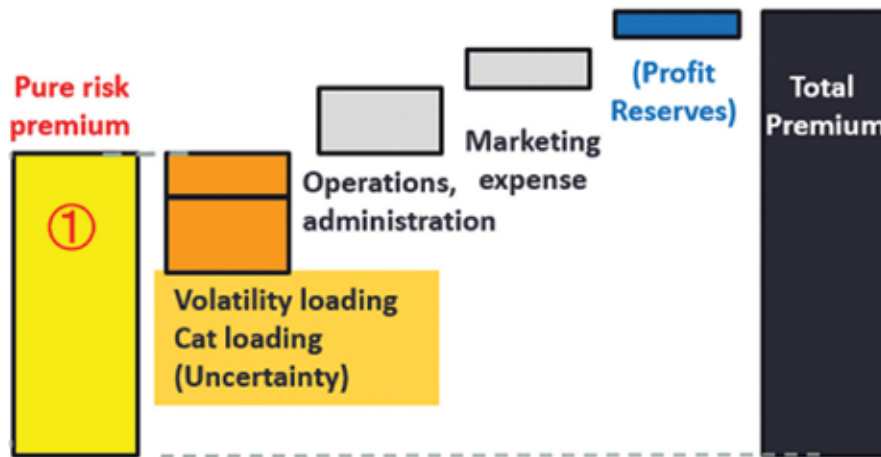 Pure risk
premium
①
Volatility loading
Cat loading
(Uncertainty)
Operations,
administration
Marketing
expense
(Profit
Reserves)
Total
Premium